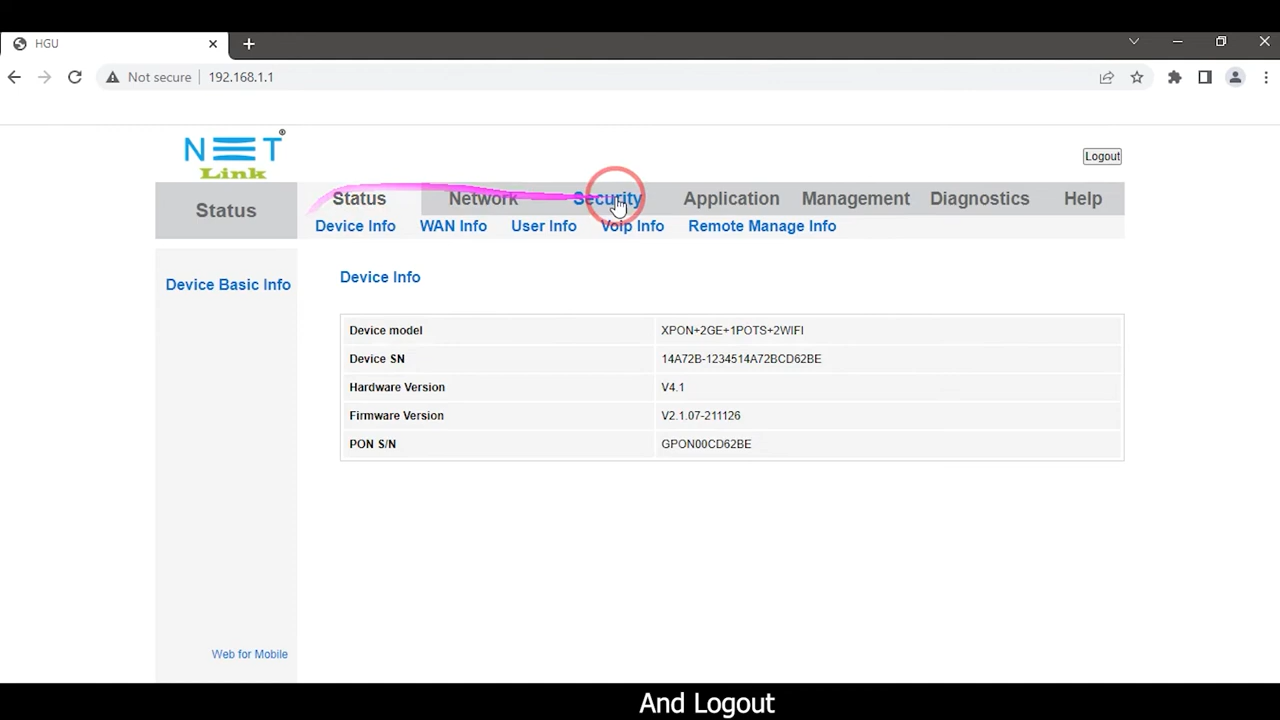 HGU
Not secure 192.168.1.1
NET®
Link
Logout
Status
Status Network Security Application Management Diagnostics Help
Device Info WAN Info User Info Voip Info Remote Manage Info
Device Basic Info
Device Info
Device model XPON+2GE+1POTS+2WIFI
Device SN 14A72B-1234514A72BCD62BE
Hardware Version V4.1
Firmware Version V2.1.07-211126
PON S/N GPON00CD62BE
Web for Mobile
And Logout